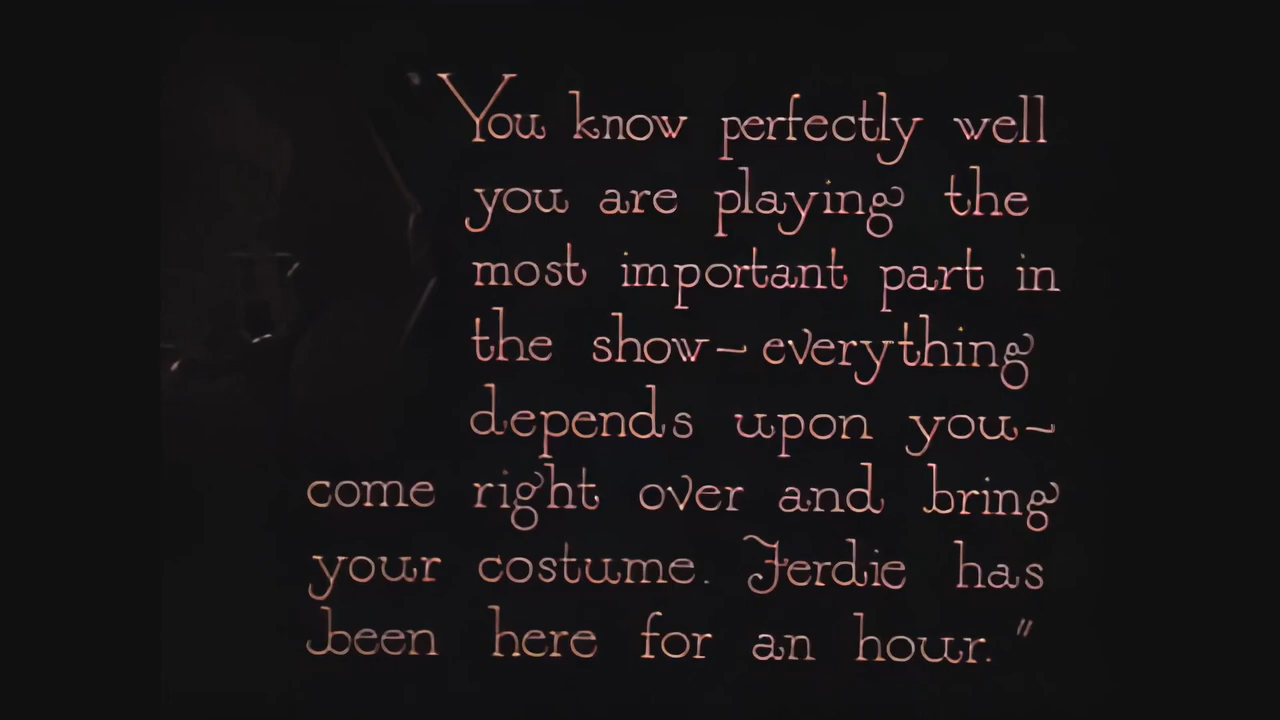 You know perfectly well
you are playing the
most important part in
the show— everything
depends upon you—
come right over and bring
your costume. Ferdie has
been here for an hour."